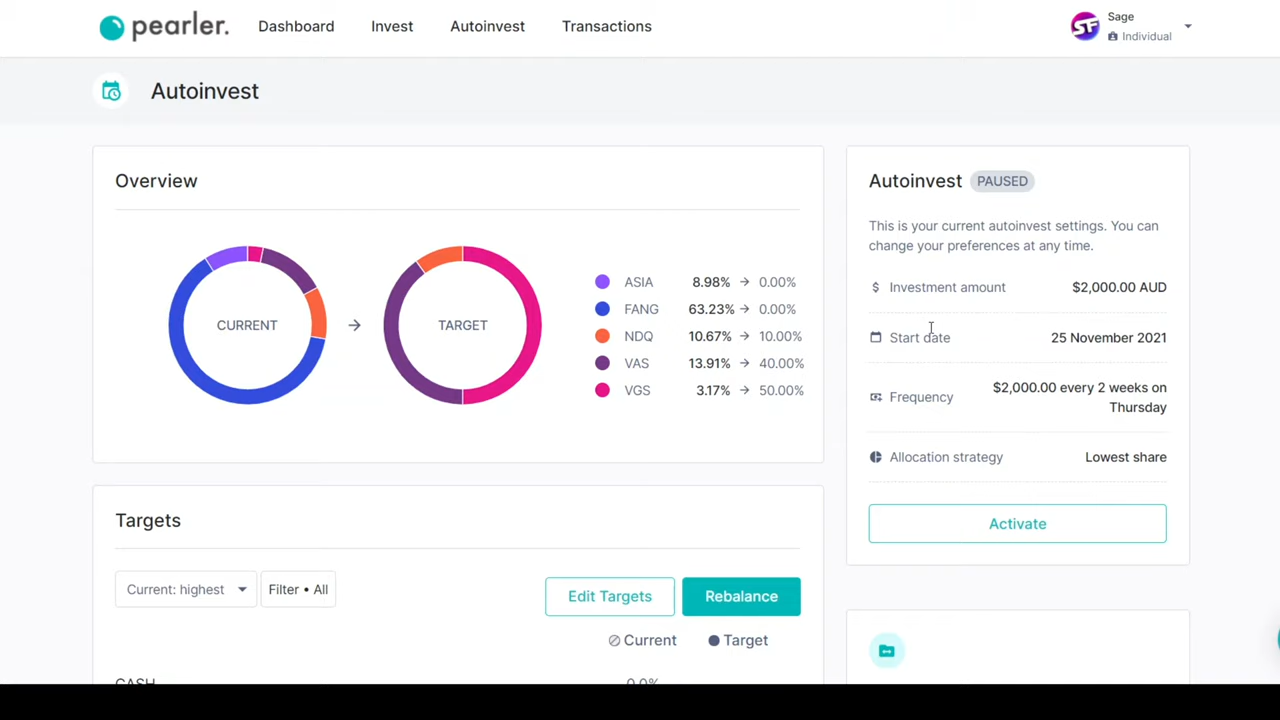 pearler.
Dashboard
Invest
Autoinvest
Transactions
SF
Sage
Individual
Autoinvest
Overview
CURRENT
TARGET
ASIA 8.98% → 0.00%
FANG 63.23% → 0.00%
NDQ 10.67% → 10.00%
VAS 13.91% → 40.00%
VGS 3.17% → 50.00%
Autoinvest PAUSED
This is your current autoinvest settings. You can
change your preferences at any time.
Investment amount $2,000.00 AUD
Start date 25 November 2021
Frequency $2,000.00 every 2 weeks on
Thursday
Allocation strategy Lowest share
Activate
Targets
Current: highest
Filter • All
Edit Targets
Rebalance
Current
Target
CASH 0.0%